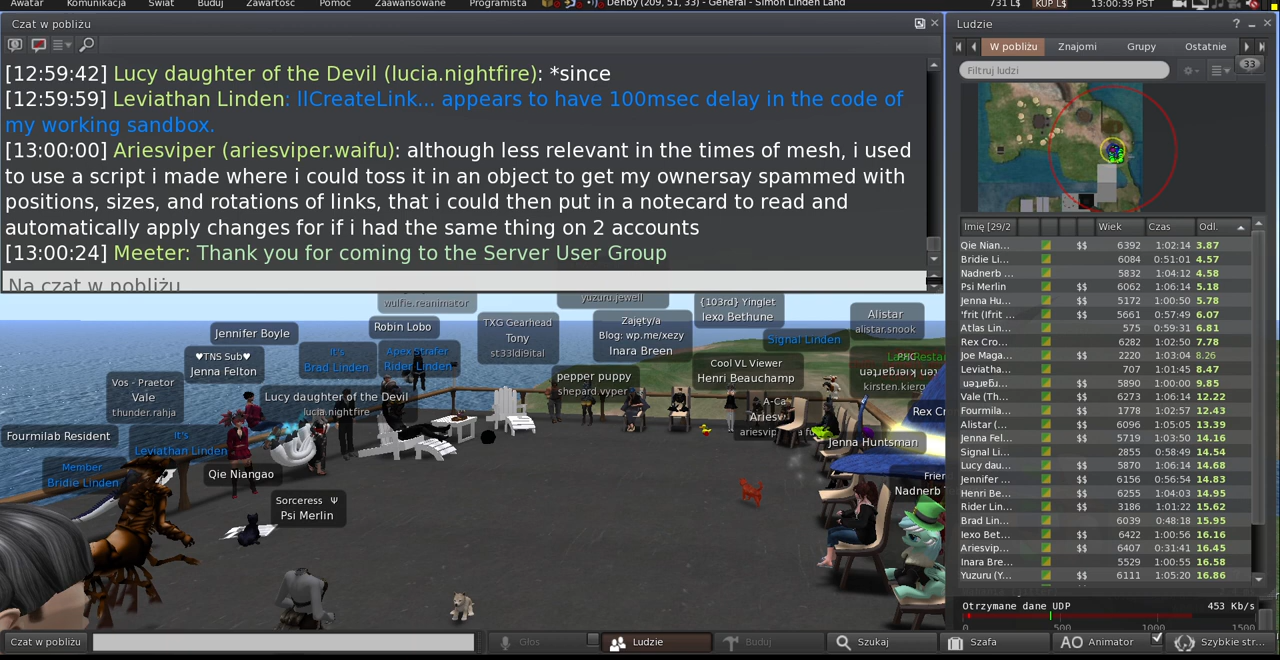 Awatar Komunikacja Świat Buduj Zawartość Pomoc Zaawansowane Programista Denby (209, 51, 33) - General - Simon Linden Land 731 L$ KUP L$ 13:00:39 PST
Czat w pobliżu
[12:59:42] Lucy daughter of the Devil (lucia.nightfire): *since
[12:59:59] Leviathan Linden: llCreateLink... appears to have 100msec delay in the code of
my working sandbox.
[13:00:00] Ariesviper (ariesviper.waifu): although less relevant in the times of mesh, i used
to use a script i made where i could toss it in an object to get my ownersay spammed with
positions, sizes, and rotations of links, that i could then put in a notecard to read and
automatically apply changes for if i had the same thing on 2 accounts
[13:00:24] Meeter: Thank you for coming to the Server User Group
Na czat w pobliżu
wulfie.reanimator
yuzuru.jewell
{103rd} Yinglet
Iexo Bethune
Alistar
alistar.snook
Jennifer Boyle
Robin Lobo
TXG Gearhead
Tony
st33ldi9ital
Zajęty/a
Blog: wp.me/xezy
Inara Breen
Signal Linden
♥TNS Sub♥
Jenna Felton
It's
Brad Linden
Apex Strafer
Rider Linden
Cool VL Viewer
Henri Beauchamp
kirsten.kierg
Vos - Praetor
Vale
thunder.rahja
pepper puppy
shepard.vyper
Lucy daughter of the Devil
lucia.nightfire
A-Ca
Ariesv
ariesvip
Rex Cr
Fourmilab Resident
It's
Leviathan Linden
Jenna Huntsman
Member
Bridie Linden
Qie Niangao
Frien
Nadnerb
Sorceress Ψ
Psi Merlin
Ludzie
W pobliżu Znajomi Grupy Ostatnie
Filtruj ludzi
33
Imię [29/2 Wiek Czas Odl.
Qie Nian... $$ 6392 1:02:14 3.87
Bridie Li... 6084 0:51:01 4.57
Nadnerb ... 5832 1:04:12 4.58
Psi Merlin $$ 6062 1:06:14 5.18
Jenna Hu... $$ 5172 1:00:50 5.78
'frit (Ifrit ... $$ 5661 0:57:49 6.07
Atlas Lin... 575 0:59:31 6.81
Rex Cro... 6282 1:02:50 7.78
Joe Maga... $$ 2220 1:03:04 8.26
Leviatha... 707 1:01:45 8.47
$$ 5890 1:00:00 9.85
Vale (Th... $$ 6273 1:06:14 12.22
Fourmila... $$ 1778 1:02:57 12.43
Alistar (... $$ 6096 1:05:05 13.39
Jenna Fel... $$ 5719 1:03:50 14.16
Signal Li... 2855 0:58:49 14.54
Lucy dau... $$ 5870 1:06:14 14.68
Jennifer ... $$ 6156 0:56:54 14.83
Henri Be... $$ 6255 1:04:03 14.95
Rider Lin... $$ 3186 1:01:22 15.62
Brad Lin... 6039 0:48:18 15.95
Iexo Bet... $$ 6422 1:00:56 16.16
Ariesvip... $$ 6407 0:31:41 16.45
Inara Bre... 5529 1:00:55 16.58
Yuzuru (Y... $$ 6111 1:05:20 16.86
Otrzymane dane UDP 453 Kb/s
0 500 1000 1500
Czat w pobliżu Głos Ludzie Buduj Szukaj Szafa AO Animator Szybkie str...